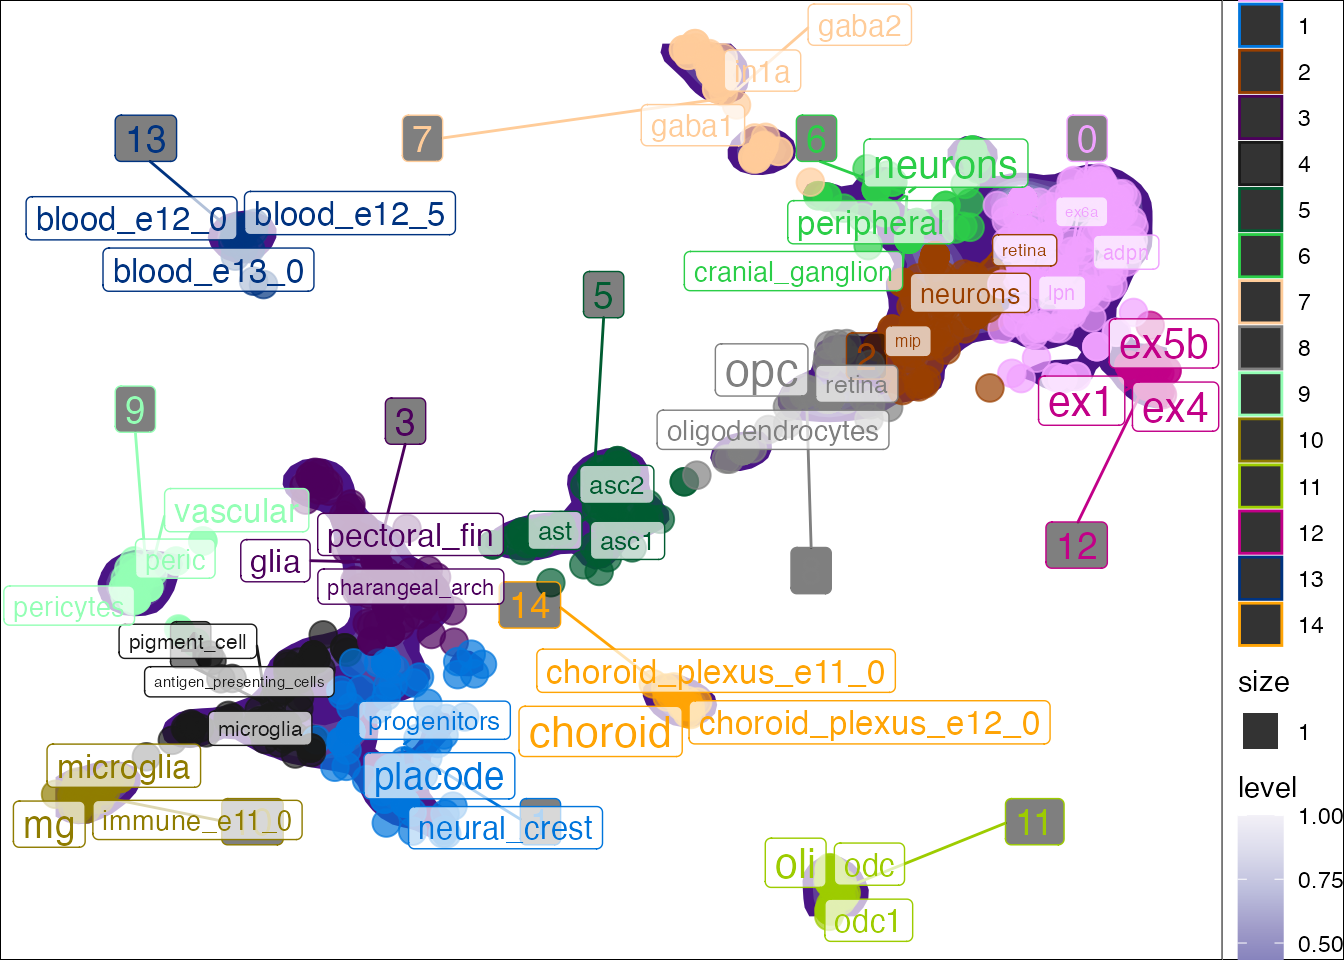 gaba2
in1a
gaba1
7
13
6
neurons
0
ex6a
blood_e12_0
blood_e12_5
peripheral
retina
adpn
blood_e13_0
cranial_ganglion
5
neurons
lpn
mip
2
ex5b
opc
retina
9
3
ex1
ex4
oligodendrocytes
asc2
vascular
pectoral_fin
ast
asc1
12
glia
peric
pharangeal_arch
pericytes
14
pigment_cell
choroid_plexus_e11_0
antigen_presenting_cells
microglia
progenitors
choroid
choroid_plexus_e12_0
microglia
placode
mg
immune_e11_0
neural_crest
11
oli
odc
odc1
1
2
3
4
5
6
7
8
9
10
11
12
13
14
size
1
level
1.00
0.75
0.50